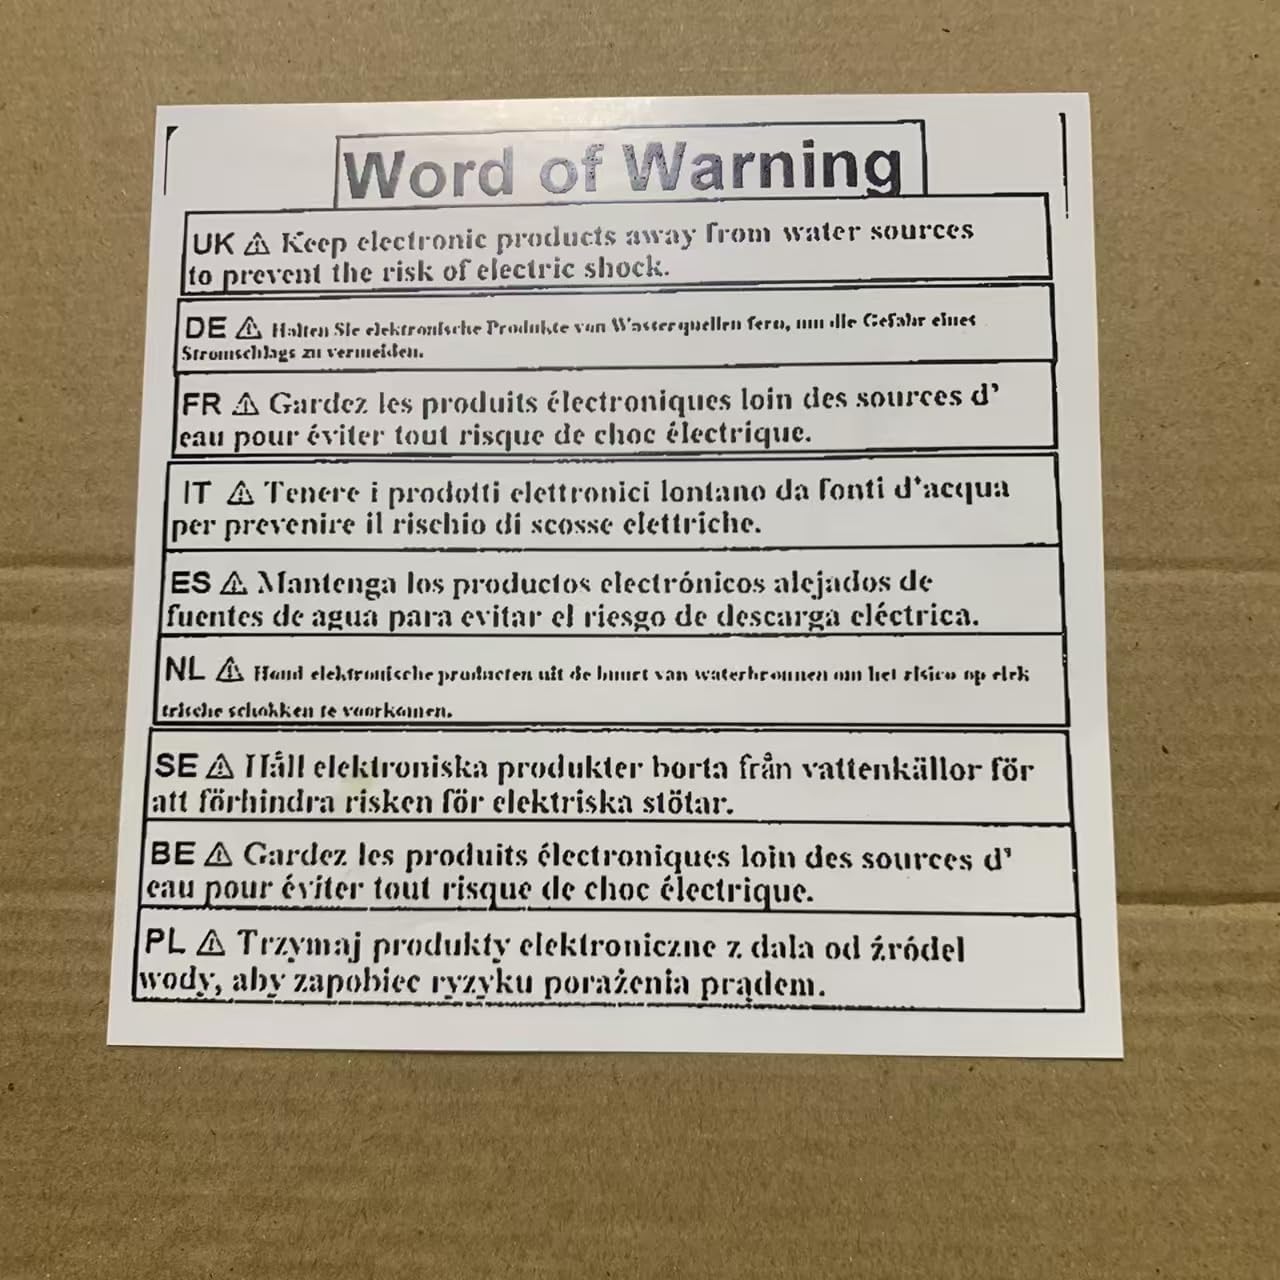 Word of Warning
UK ⚠ Keep electronic products away from water sources
to prevent the risk of electric shock.
DE ⚠ Halten Sie elektronische Produkte von Wasserquellen fern, um die Gefahr eines
Stromschlags zu vermeiden.
FR ⚠ Gardez les produits électroniques loin des sources d'
eau pour éviter tout risque de choc électrique.
IT ⚠ Tenere i prodotti elettronici lontano da fonti d'acqua
per prevenire il rischio di scosse elettriche.
ES ⚠ Mantenga los productos electrónicos alejados de
fuentes de agua para evitar el riesgo de descarga eléctrica.
NL ⚠ Houd elektronische producten uit de buurt van waterbronnen om het risico op elek
trische schokken te voorkomen.
SE ⚠ Håll elektroniska produkter borta från vattenkällor för
att förhindra risken för elektriska stötar.
BE ⚠ Gardez les produits électroniques loin des sources d'
eau pour éviter tout risque de choc électrique.
PL ⚠ Trzymaj produkty elektroniczne z dala od źródel
wody, aby zapobiec ryzyku porażenia prądem.